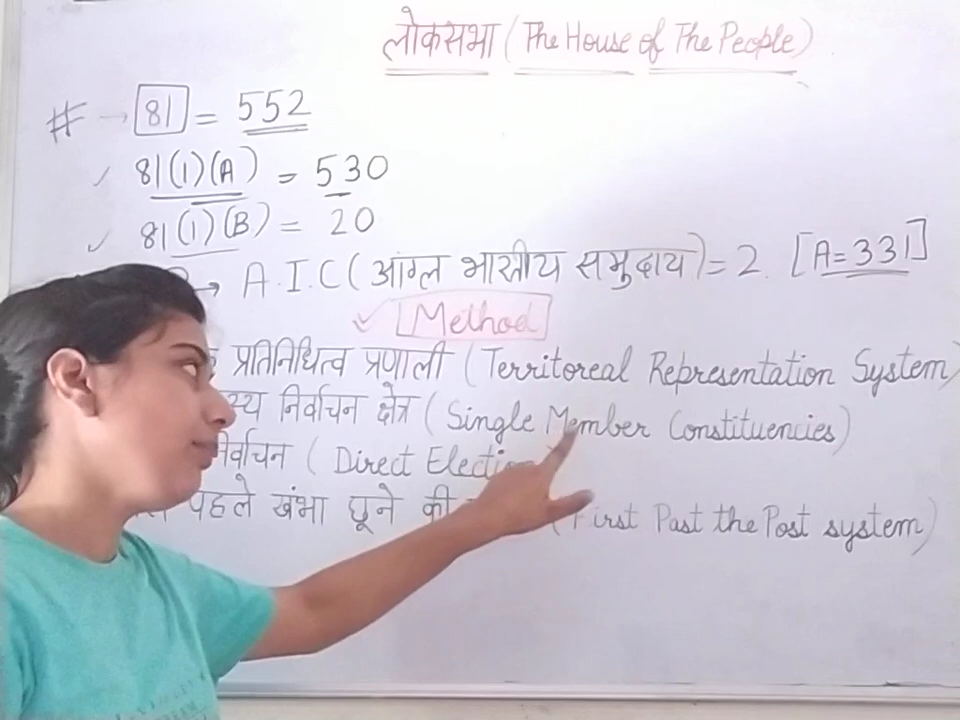 लोकसभा (The House of The People)
# → 81 = 552
✓ 81(1)(A) = 530
✓ 81(1)(B) = 20
→ A.I.C (आंग्ल भारतीय समुदाय) = 2. [A=331]
✓ Method
प्रतिनिधित्व प्रणाली (Territoreal Representation System)
निर्वाचन क्षेत्र (Single Member Constituencies)
निर्वाचन (Direct Election
पहले खंभा छूने की (First Past the Post system)